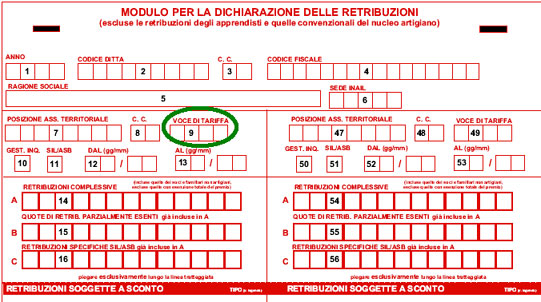 MODULO PER LA DICHIARAZIONE DELLE RETRIBUZIONI
(escluse le retribuzioni degli apprendisti e quelle convenzionali del nucleo artigiano)
ANNO CODICE DITTA C. C. CODICE FISCALE
1 2 3 4
RAGIONE SOCIALE SEDE INAIL
5 6
POSIZIONE ASS. TERRITORIALE C. C. VOCE DI TARIFFA POSIZIONE ASS. TERRITORIALE C. C. VOCE DI TARIFFA
7 8 9 47 48 49
GEST. INQ. SIL/ASB DAL (gg/mm) AL (gg/mm) GEST. INQ. SIL/ASB DAL (gg/mm) AL (gg/mm)
10 11 12 / 13 / 50 51 52 / 53 /
RETRIBUZIONI COMPLESSIVE RETRIBUZIONI COMPLESSIVE
A 14 A 54
QUOTE DI RETRIB. PARZIALMENTE ESENTI già incluse in A QUOTE DI RETRIB. PARZIALMENTE ESENTI già incluse in A
B 15 B 55
RETRIBUZIONI SPECIFICHE SIL/ASB già incluse in A RETRIBUZIONI SPECIFICHE SIL/ASB già incluse in A
C 16 C 56
piegare esclusivamente lungo la linea tratteggiata piegare esclusivamente lungo la linea tratteggiata
RETRIBUZIONI SOGGETTE A SCONTO TIPO RETRIBUZIONI SOGGETTE A SCONTO TIPO